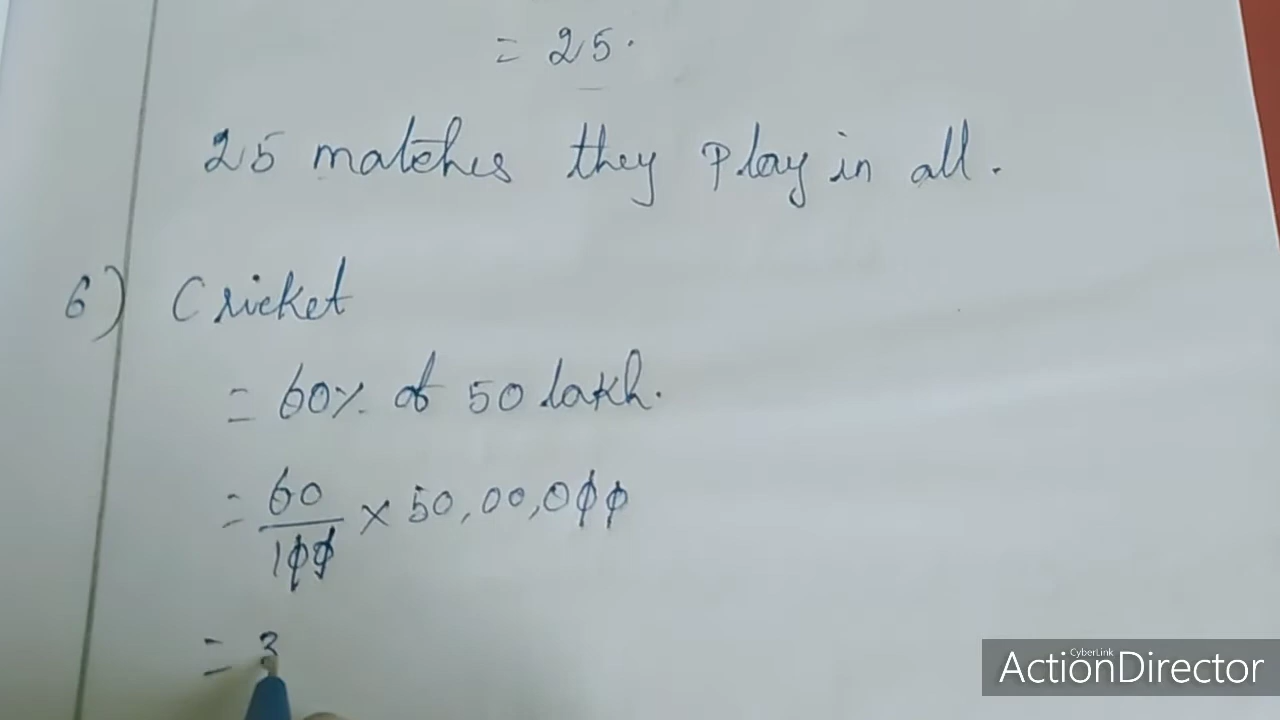 = 25.
25 matches they play in all.
6) Cricket
= 60% of 50 lakh.
= 60/100 × 50,00,000
= 3
CyberLink
ActionDirector